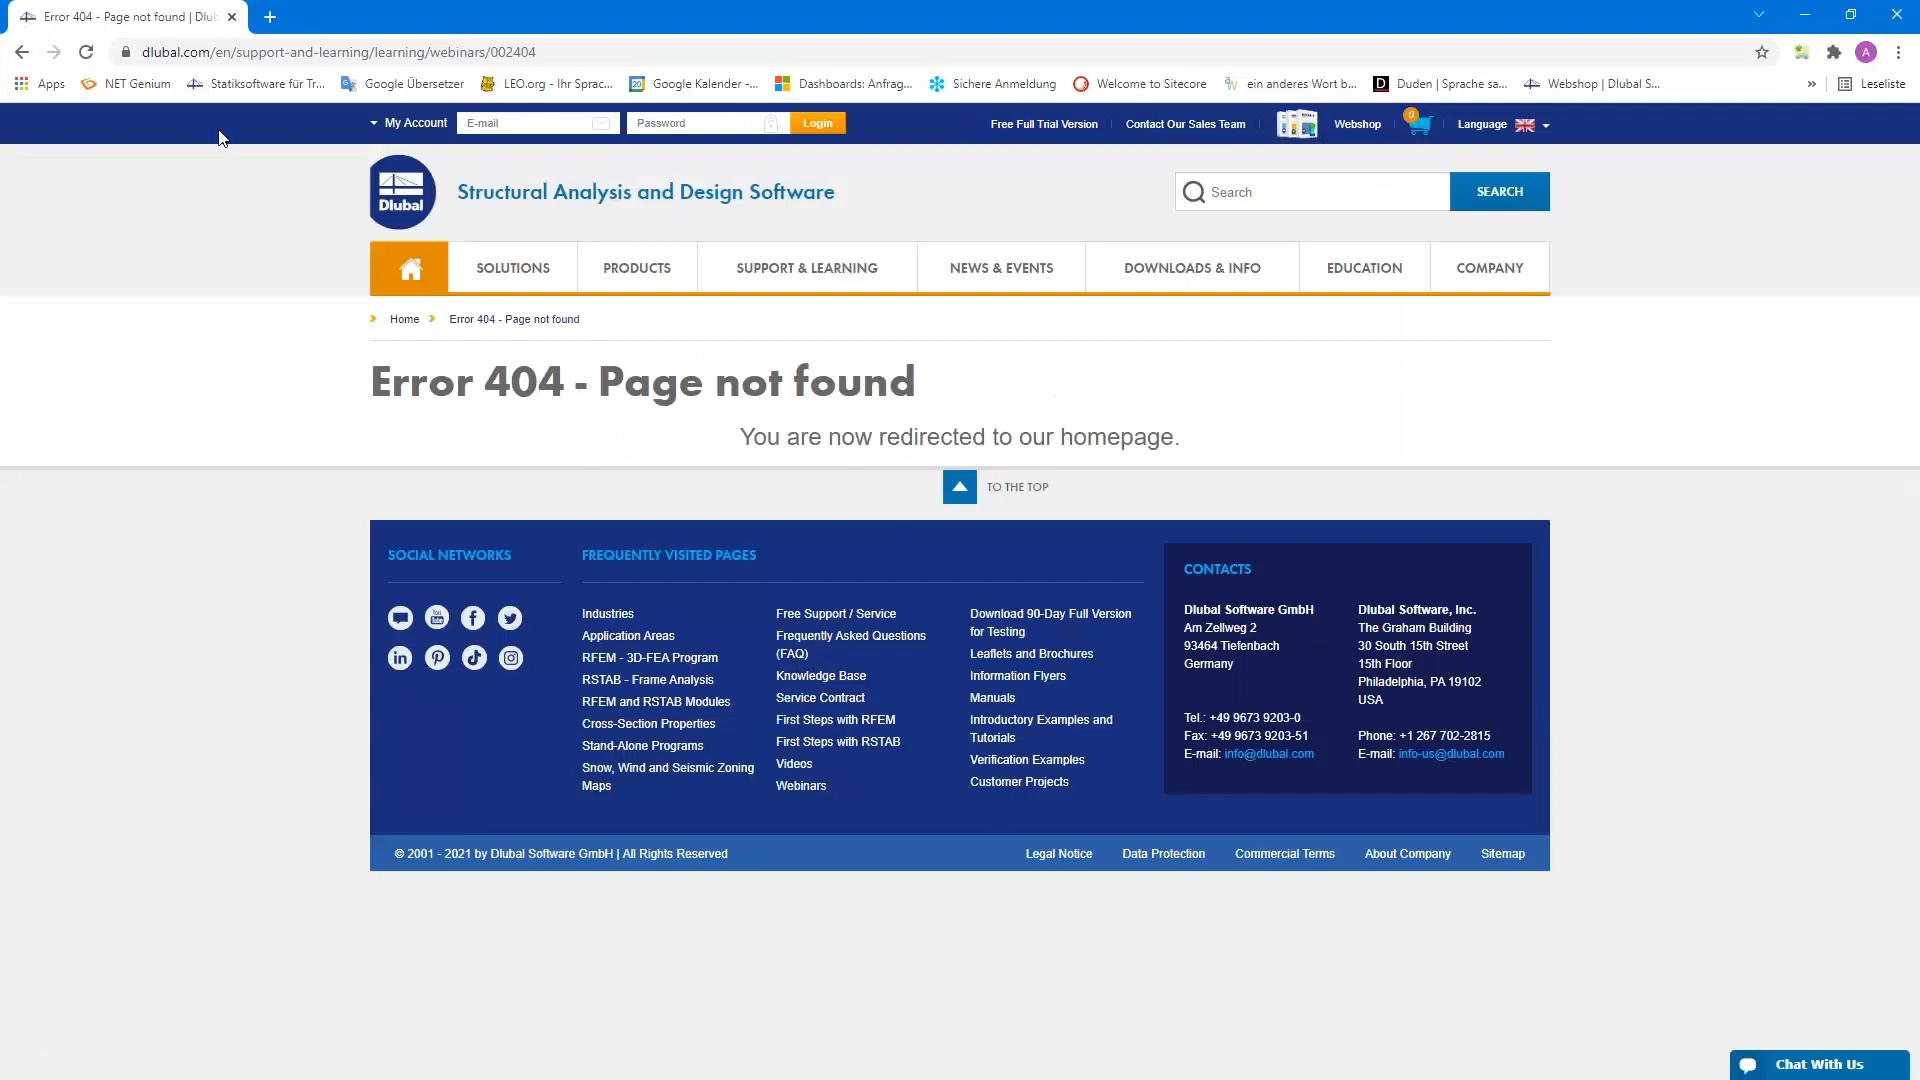 Error 404 - Page not found | Dlub
dlubal.com/en/support-and-learning/learning/webinars/002404
A
Apps NET Genium Statiksoftware für Tr... Google Übersetzer LEO.org - Ihr Sprac... Google Kalender -... Dashboards: Anfrag... Sichere Anmeldung Welcome to Sitecore ein anderes Wort b... Duden | Sprache sa... Webshop | Dlubal S... » Leseliste
My Account E-mail Password Login Free Full Trial Version Contact Our Sales Team Webshop 0 Language
Dlubal
Structural Analysis and Design Software
Search SEARCH
SOLUTIONS PRODUCTS SUPPORT & LEARNING NEWS & EVENTS DOWNLOADS & INFO EDUCATION COMPANY
Home Error 404 - Page not found
Error 404 - Page not found
You are now redirected to our homepage.
TO THE TOP
SOCIAL NETWORKS
FREQUENTLY VISITED PAGES
Industries
Application Areas
RFEM - 3D-FEA Program
RSTAB - Frame Analysis
RFEM and RSTAB Modules
Cross-Section Properties
Stand-Alone Programs
Snow, Wind and Seismic Zoning
Maps
Free Support / Service
Frequently Asked Questions
(FAQ)
Knowledge Base
Service Contract
First Steps with RFEM
First Steps with RSTAB
Videos
Webinars
Download 90-Day Full Version
for Testing
Leaflets and Brochures
Information Flyers
Manuals
Introductory Examples and
Tutorials
Verification Examples
Customer Projects
CONTACTS
Dlubal Software GmbH
Am Zellweg 2
93464 Tiefenbach
Germany
Tel.: +49 9673 9203-0
Fax: +49 9673 9203-51
E-mail: info@dlubal.com
Dlubal Software, Inc.
The Graham Building
30 South 15th Street
15th Floor
Philadelphia, PA 19102
USA
Phone: +1 267 702-2815
E-mail: info-us@dlubal.com
© 2001 - 2021 by Dlubal Software GmbH | All Rights Reserved
Legal Notice Data Protection Commercial Terms About Company Sitemap
Chat With Us